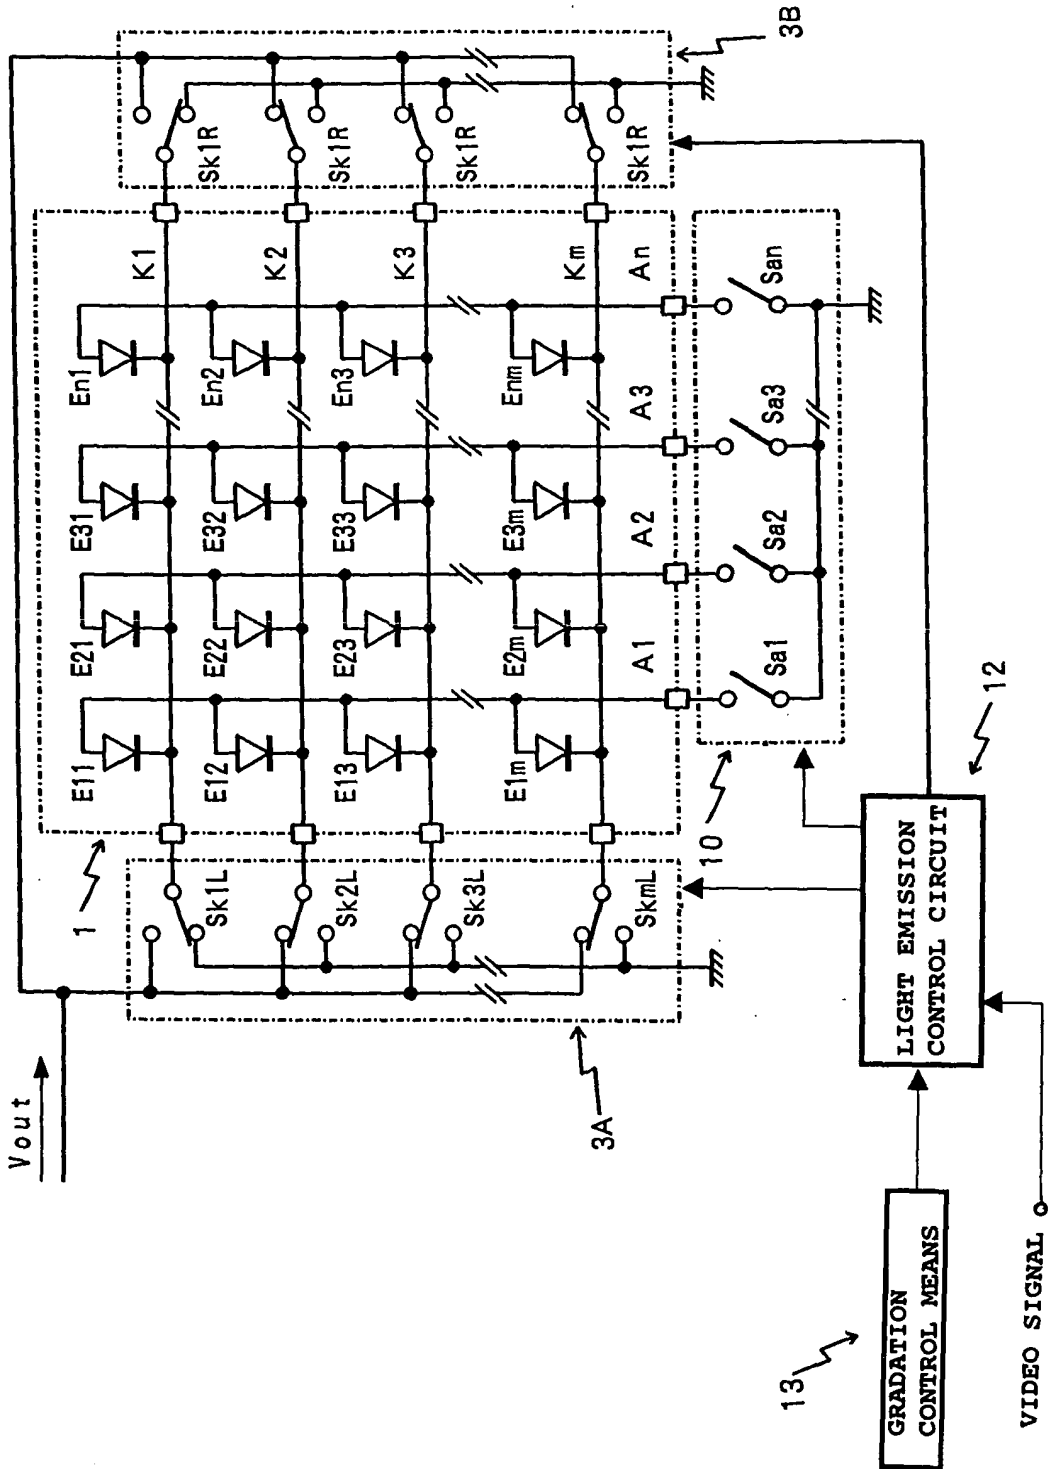 Vout
1
E11
E21
E31
En1
K1
Sk1L
Sk1R
3B
E12
E22
E32
En2
K2
Sk2L
Sk1R
E13
E23
E33
En3
K3
Sk3L
Sk1R
E1m
E2m
E3m
Enm
Km
SkmL
Sk1R
3A
A1
A2
A3
An
10
Sa1
Sa2
Sa3
San
13
GRADATION
CONTROL MEANS
LIGHT EMISSION
CONTROL CIRCUIT
12
VIDEO SIGNAL